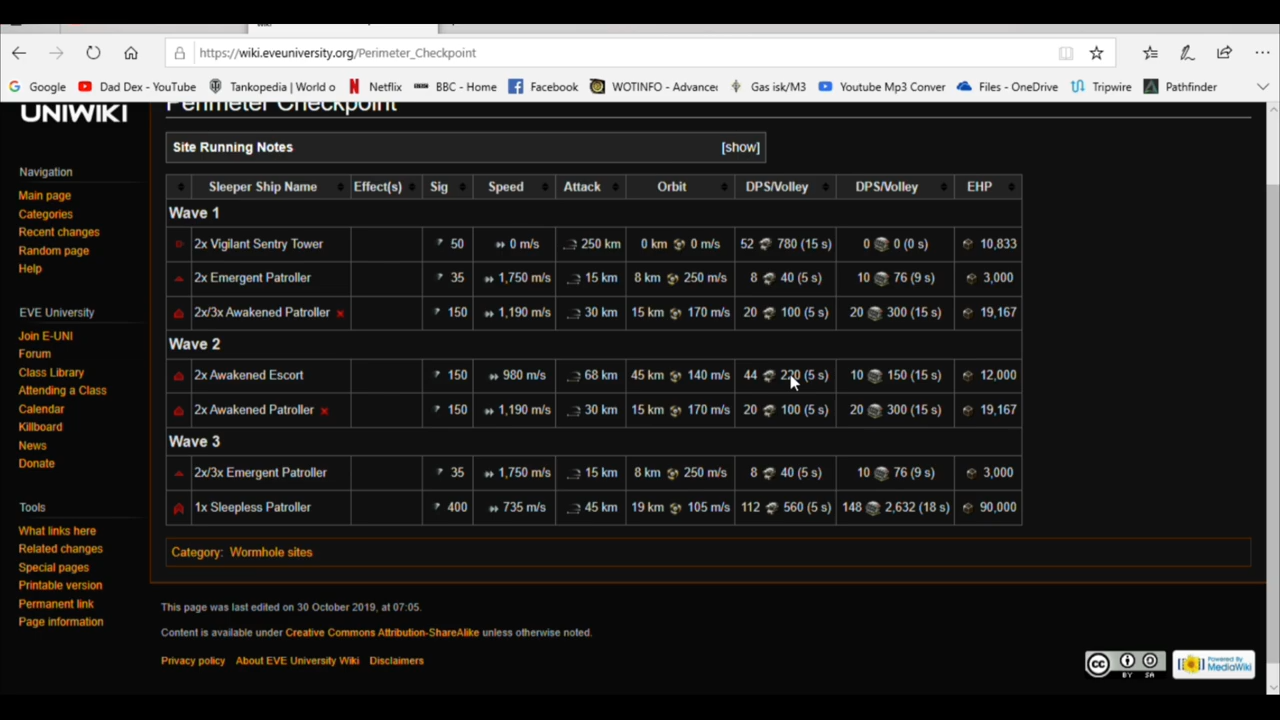 https://wiki.eveuniversity.org/Perimeter_Checkpoint
Google Dad Dex - YouTube Tankopedia | World o Netflix BBC - Home Facebook WOTINFO - Advance Gas isk/M3 Youtube Mp3 Conver Files - OneDrive Tripwire Pathfinder
UNIWIKI
Perimeter Checkpoint
Site Running Notes [show]
Sleeper Ship Name Effect(s) Sig Speed Attack Orbit DPS/Volley DPS/Volley EHP
Wave 1
2x Vigilant Sentry Tower 50 0 m/s 250 km 0 km 0 m/s 52 780 (15 s) 0 0 (0 s) 10,833
2x Emergent Patroller 35 1,750 m/s 15 km 8 km 250 m/s 8 40 (5 s) 10 76 (9 s) 3,000
2x/3x Awakened Patroller 150 1,190 m/s 30 km 15 km 170 m/s 20 100 (5 s) 20 300 (15 s) 19,167
Wave 2
2x Awakened Escort 150 980 m/s 68 km 45 km 140 m/s 44 220 (5 s) 10 150 (15 s) 12,000
2x Awakened Patroller 150 1,190 m/s 30 km 15 km 170 m/s 20 100 (5 s) 20 300 (15 s) 19,167
Wave 3
2x/3x Emergent Patroller 35 1,750 m/s 15 km 8 km 250 m/s 8 40 (5 s) 10 76 (9 s) 3,000
1x Sleepless Patroller 400 735 m/s 45 km 19 km 105 m/s 112 560 (5 s) 148 2,632 (18 s) 90,000
Category: Wormhole sites
This page was last edited on 30 October 2019, at 07:05.
Content is available under Creative Commons Attribution-ShareAlike unless otherwise noted.
Privacy policy About EVE University Wiki Disclaimers
Navigation
Main page
Categories
Recent changes
Random page
Help
EVE University
Join E-UNI
Forum
Class Library
Attending a Class
Calendar
Killboard
News
Donate
Tools
What links here
Related changes
Special pages
Printable version
Permanent link
Page information
cc BY SA
Powered By
MediaWiki